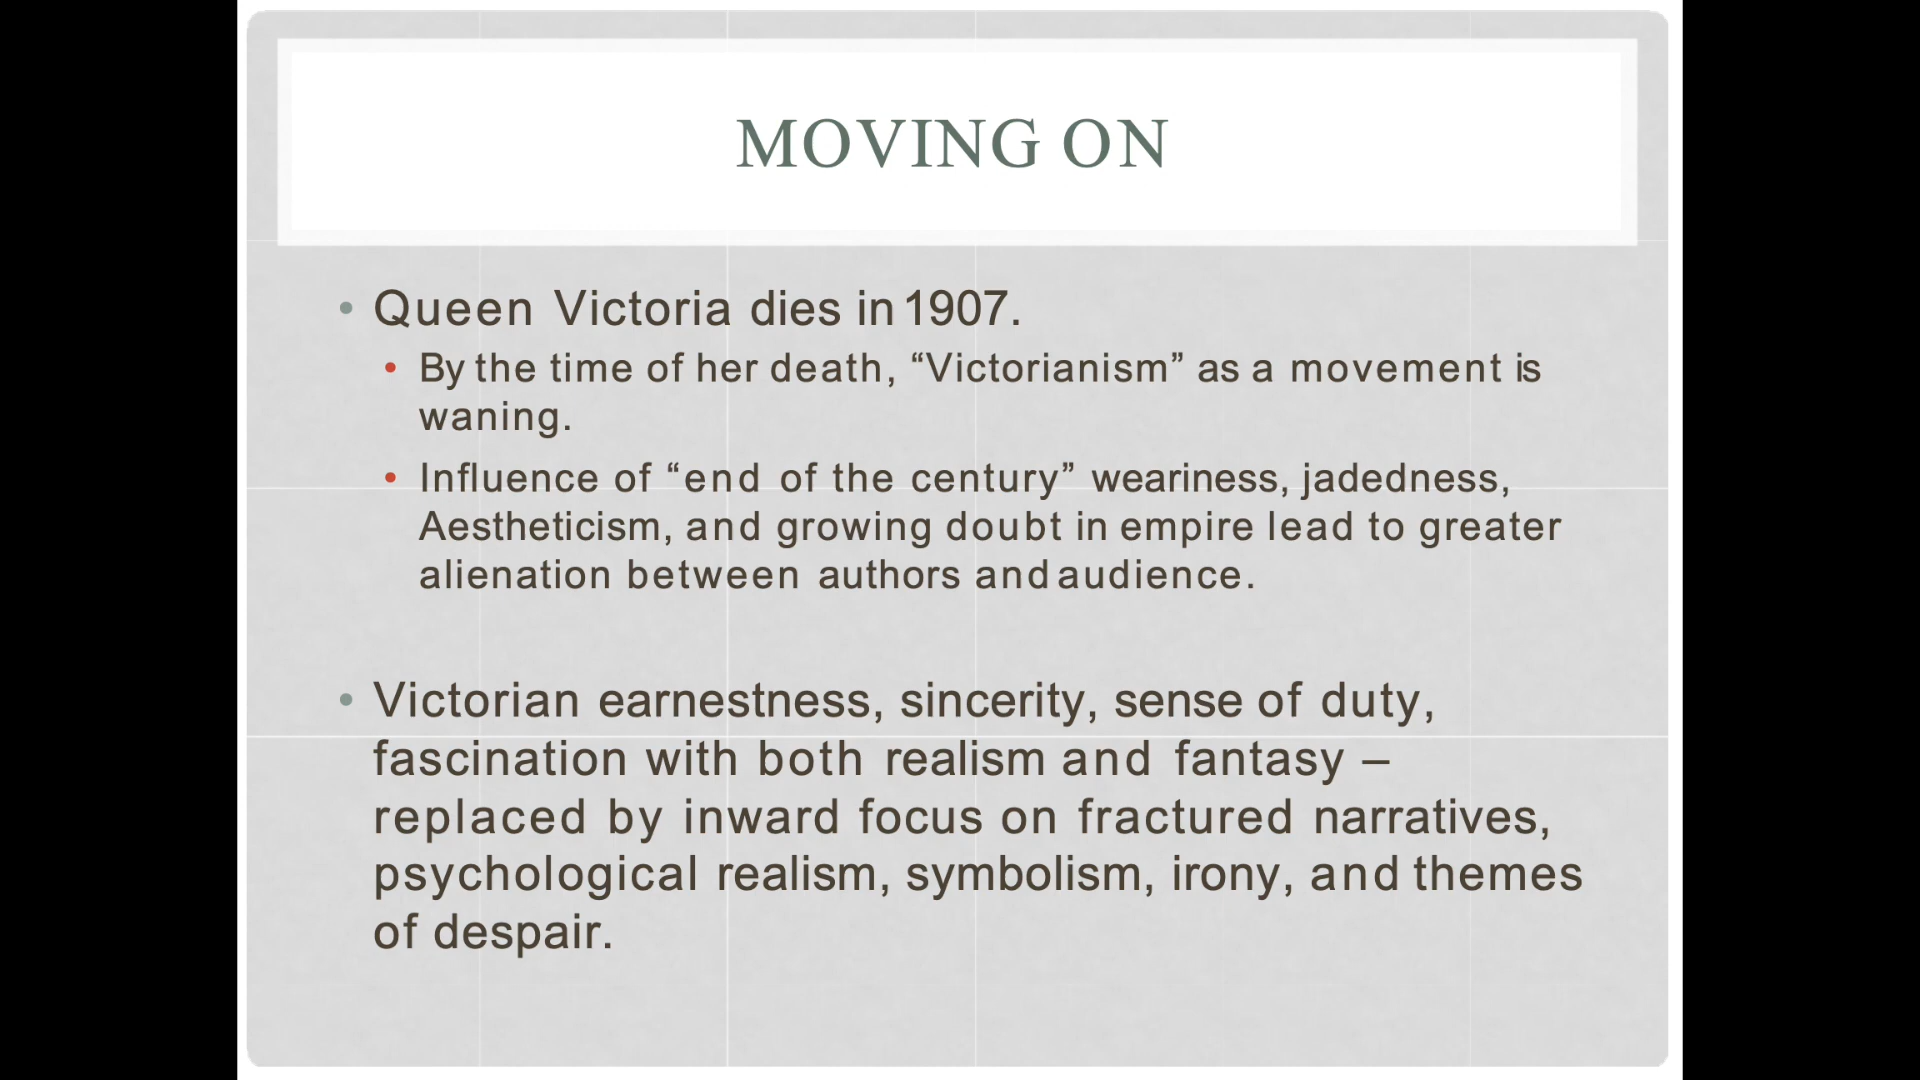 MOVING ON
• Queen Victoria dies in 1907.
• By the time of her death, “Victorianism” as a movement is
waning.
• Influence of “end of the century” weariness, jadedness,
Aestheticism, and growing doubt in empire lead to greater
alienation between authors and audience.
• Victorian earnestness, sincerity, sense of duty,
fascination with both realism and fantasy –
replaced by inward focus on fractured narratives,
psychological realism, symbolism, irony, and themes
of despair.